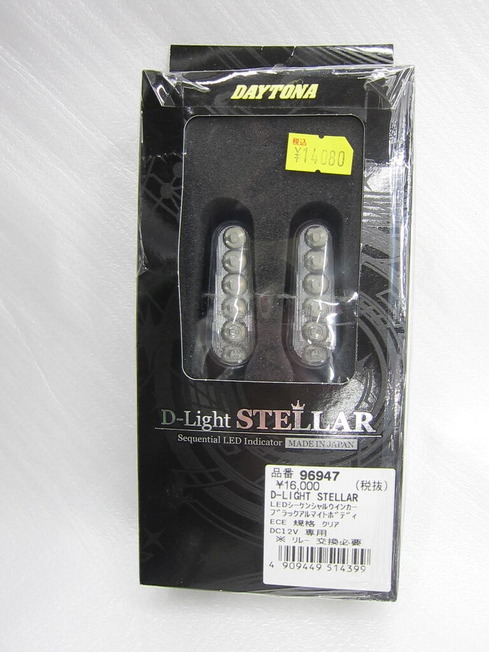 DAYTONA
税込
¥14080
D-Light STELLAR
Sequential LED Indicator MADE IN JAPAN
品番 96947
¥16,000 (税抜)
D-LIGHT STELLAR
LEDシーケンシャルウインカー
ブラックアルマイトボディ
ECE 規格 クリア
DC12V 専用
※ リレー 交換必要
4 909449 514399